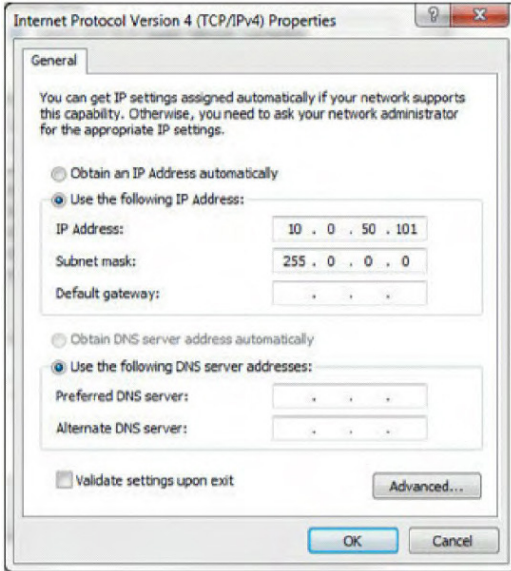 Internet Protocol Version 4 (TCP/IPv4) Properties
General
You can get IP settings assigned automatically if your network supports
this capability. Otherwise, you need to ask your network administrator
for the appropriate IP settings.
Obtain an IP Address automatically
Use the following IP Address:
IP Address: 10 . 0 . 50 . 101
Subnet mask: 255 . 0 . 0 . 0
Default gateway: . . .
Obtain DNS server address automatically
Use the following DNS server addresses:
Preferred DNS server: . . .
Alternate DNS server: . . .
Validate settings upon exit
Advanced...
OK Cancel